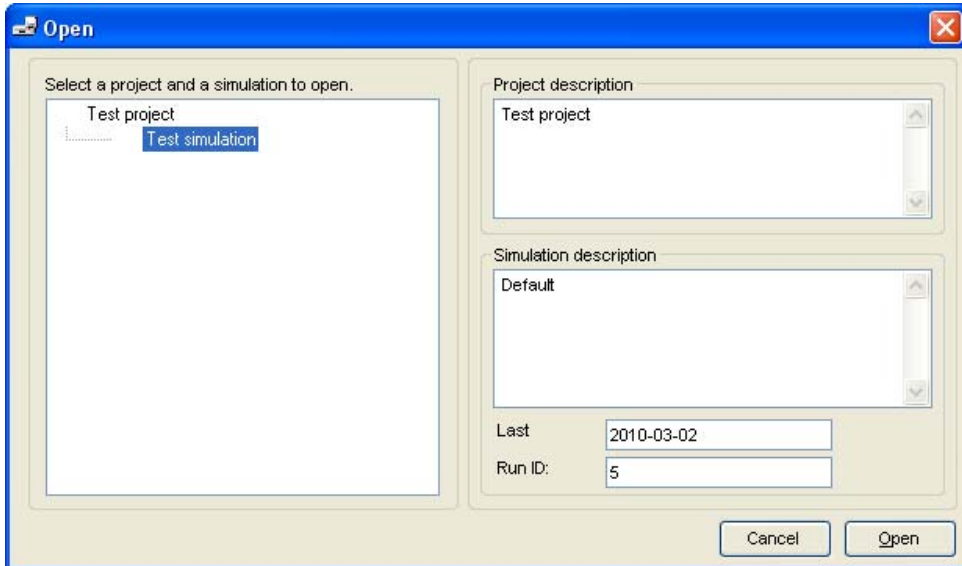 Open
Select a project and a simulation to open.
Test project
Test simulation
Project description
Test project
Simulation description
Default
Last 2010-03-02
Run ID: 5
Cancel Open